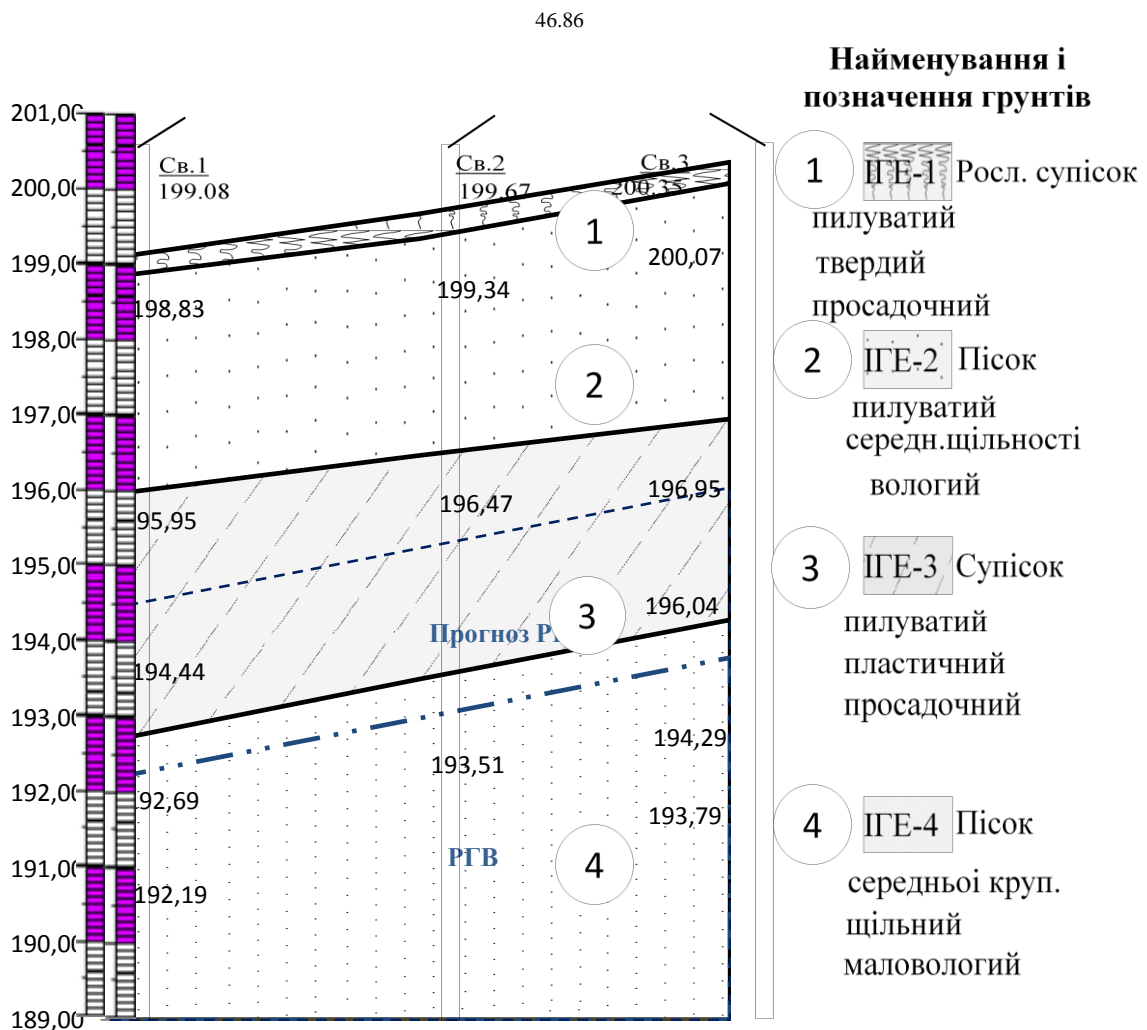 46.86
Найменування і
позначення грунтів
201,00
Св.1
199.08
Св.2
199.67
Св.3
200.35
200,00
199,00
198,00
197,00
196,00
195,00
194,00
193,00
192,00
191,00
190,00
189,00
198,83
199,34
200,07
95,95
196,47
196,95
194,44
196,04
Прогноз
92,69
193,51
194,29
192,19
193,79
РГВ
1
2
3
4
1 ІГЕ-1 Росл. супісок
пилуватий
твердий
просадочний
2 ІГЕ-2 Пісок
пилуватий
середн.щільності
вологий
3 ІГЕ-3 Супісок
пилуватий
пластичний
просадочний
4 ІГЕ-4 Пісок
середньоі круп.
щільний
маловологий